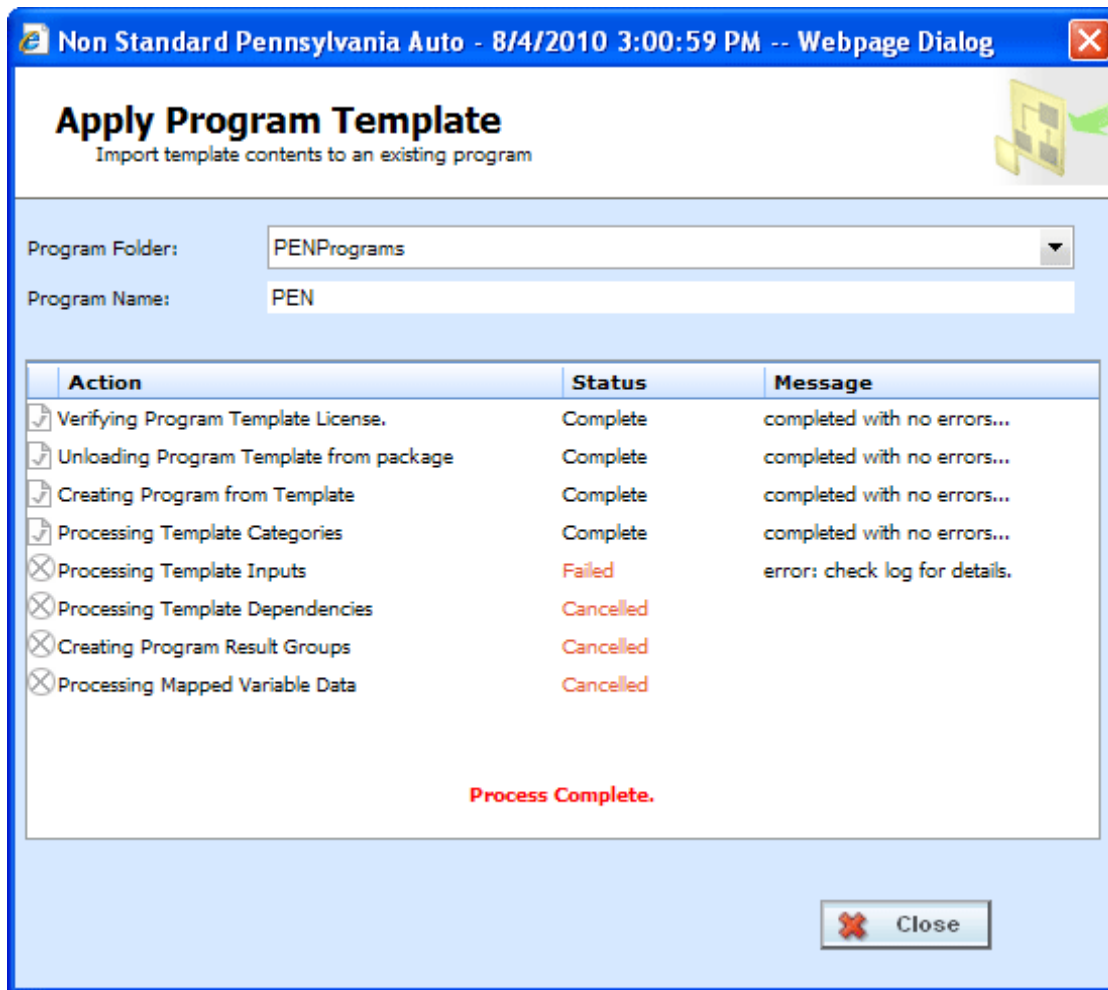 Non Standard Pennsylvania Auto - 8/4/2010 3:00:59 PM -- Webpage Dialog
Apply Program Template
Import template contents to an existing program
Program Folder: PENPrograms
Program Name: PEN
Action Status Message
Verifying Program Template License. Complete completed with no errors...
Unloading Program Template from package Complete completed with no errors...
Creating Program from Template Complete completed with no errors...
Processing Template Categories Complete completed with no errors...
Processing Template Inputs Failed error: check log for details.
Processing Template Dependencies Cancelled
Creating Program Result Groups Cancelled
Processing Mapped Variable Data Cancelled
Process Complete.
Close